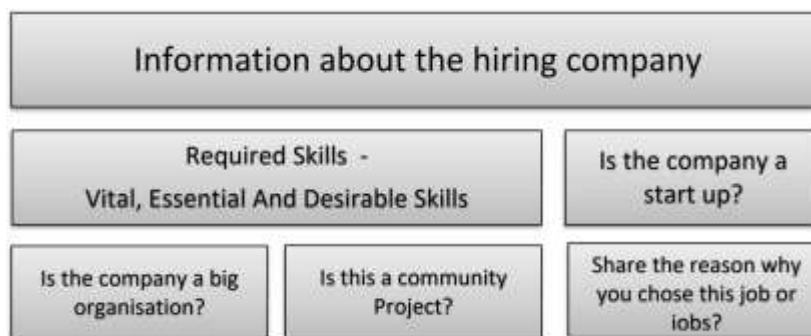 Information about the hiring company
Required Skills -
Vital, Essential And Desirable Skills
Is the company a
start up?
Is the company a big
organisation?
Is this a community
Project?
Share the reason why
you chose this job or
jobs?